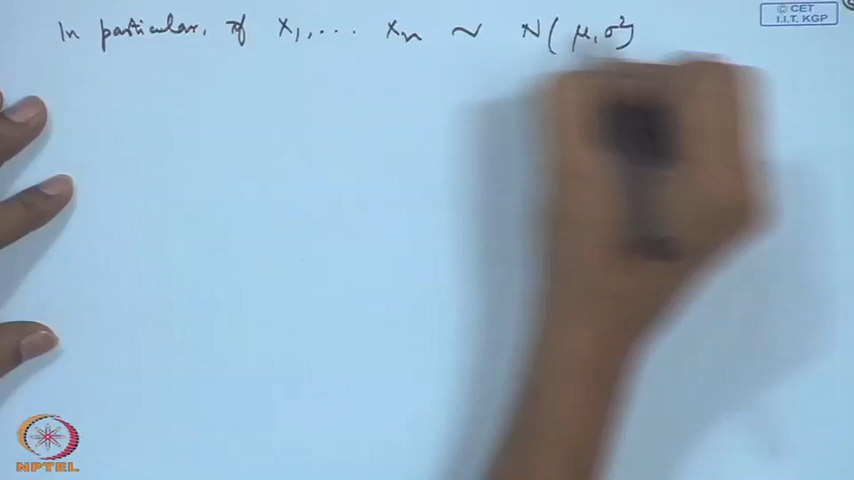 In particular, if X₁,... Xₙ ~ N(μ, σ²)
© CET
I.I.T. KGP
NPTEL